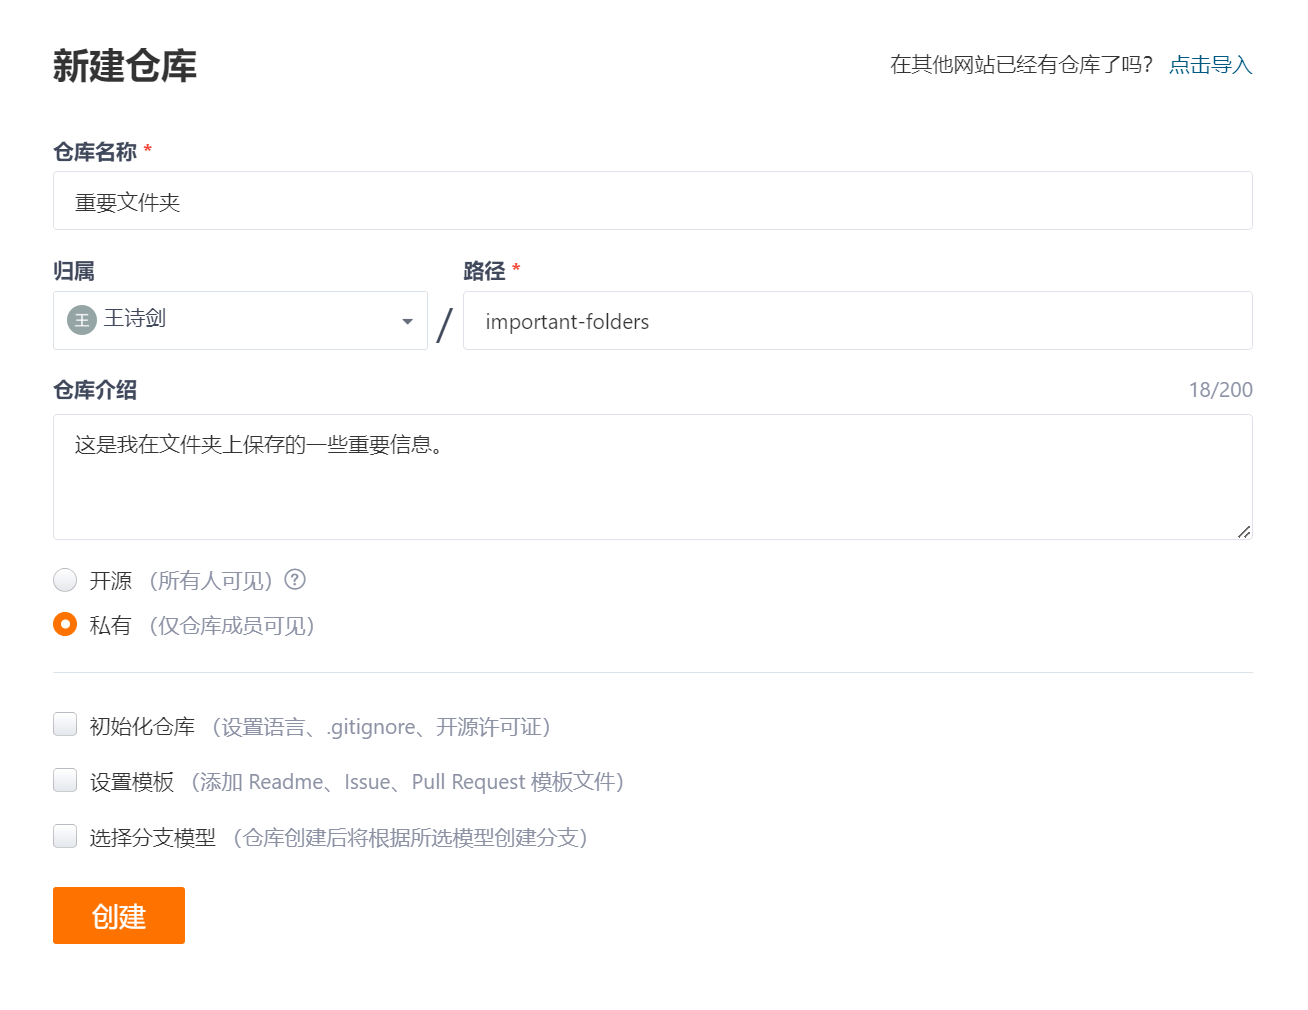 新建仓库
在其他网站已经有仓库了吗? 点击导入
仓库名称 *
重要文件夹
归属 路径 *
王 王诗剑 / important-folders
仓库介绍 18/200
这是我在文件夹上保存的一些重要信息。
开源 （所有人可见） ?
私有 （仅仓库成员可见）
初始化仓库 （设置语言、.gitignore、开源许可证）
设置模板 （添加 Readme、Issue、Pull Request 模板文件）
选择分支模型 （仓库创建后将根据所选模型创建分支）
创建